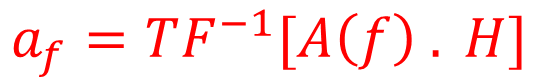 a_f = TF^{-1}[A(f) . H]